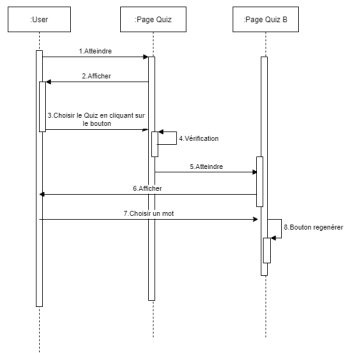 :User
:Page Quiz
:Page Quiz B
1.Atteindre
2.Afficher
3.Choisir le Quiz en cliquant sur
le bouton
4.Vérification
5.Atteindre
6.Afficher
7.Choisir un mot
8.Bouton regenérer